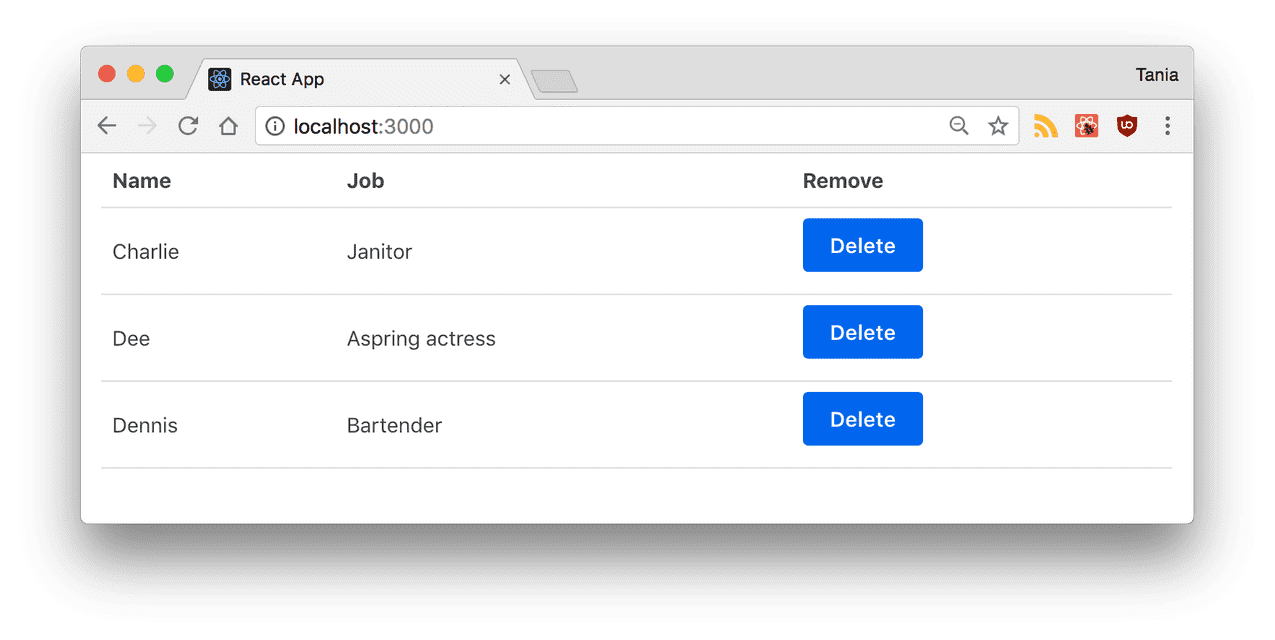 React App
Tania
localhost:3000
Name Job Remove
Charlie Janitor Delete
Dee Aspring actress Delete
Dennis Bartender Delete